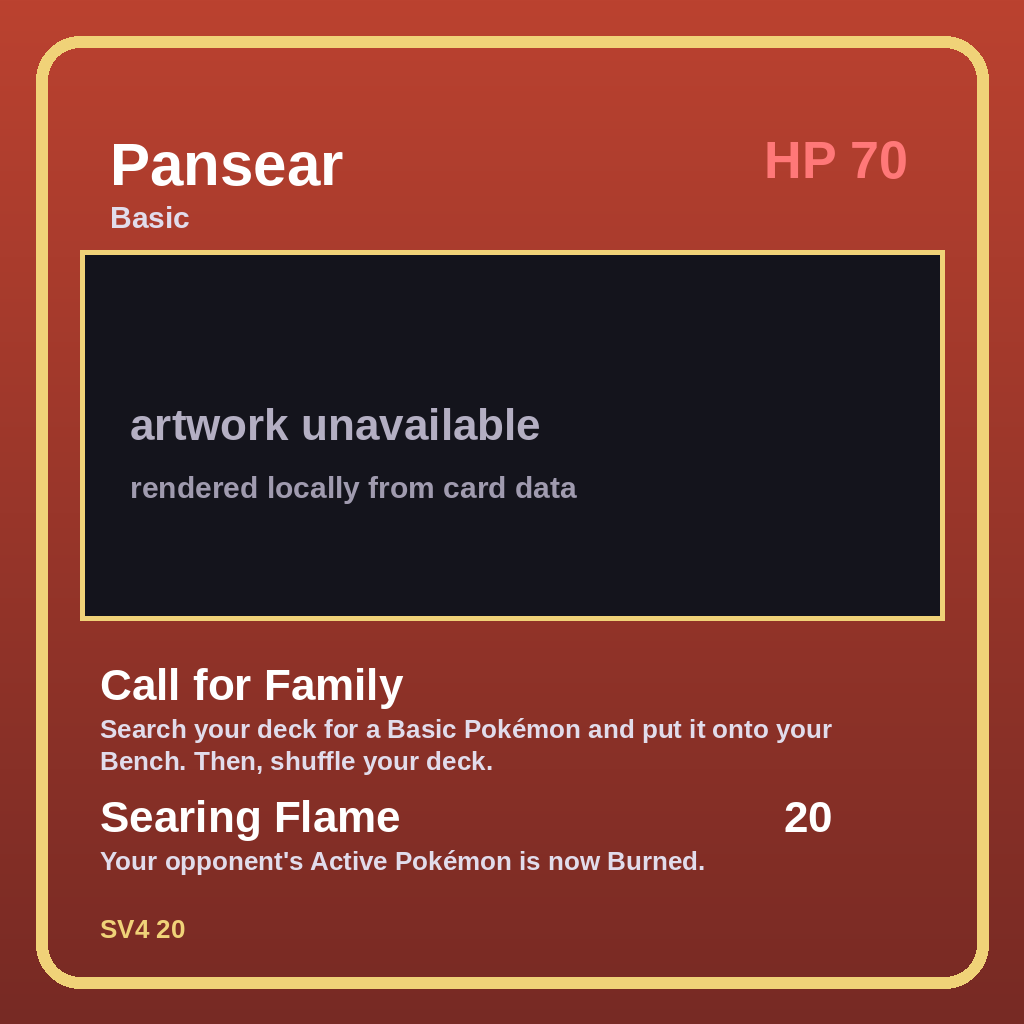 Pansear
HP 70
Basic
artwork unavailable
rendered locally from card data
Call for Family
Search your deck for a Basic Pokémon and put it onto your
Bench. Then, shuffle your deck.
Searing Flame 20
Your opponent's Active Pokémon is now Burned.
SV4 20